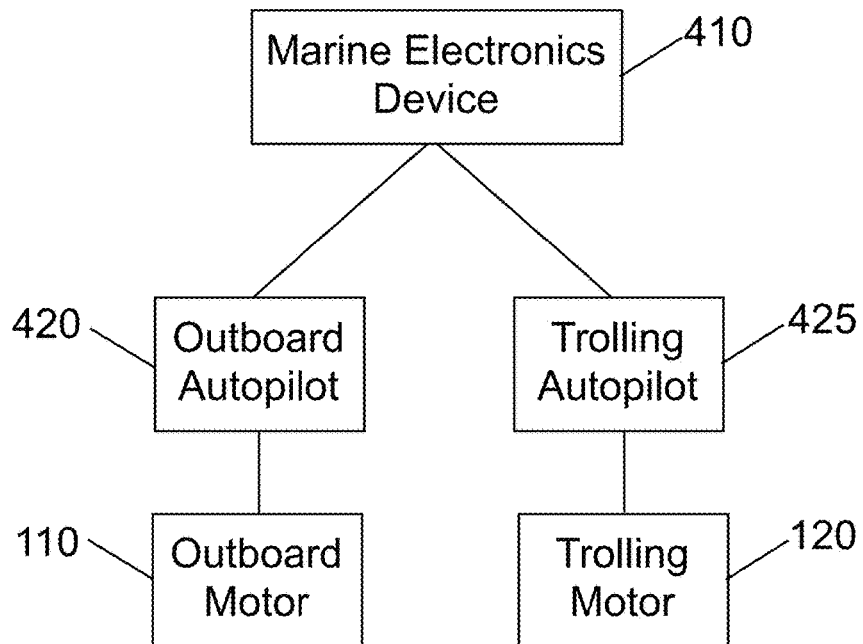 Marine Electronics
Device
410
420
Outboard
Autopilot
Trolling
Autopilot
425
110
Outboard
Motor
Trolling
Motor
120